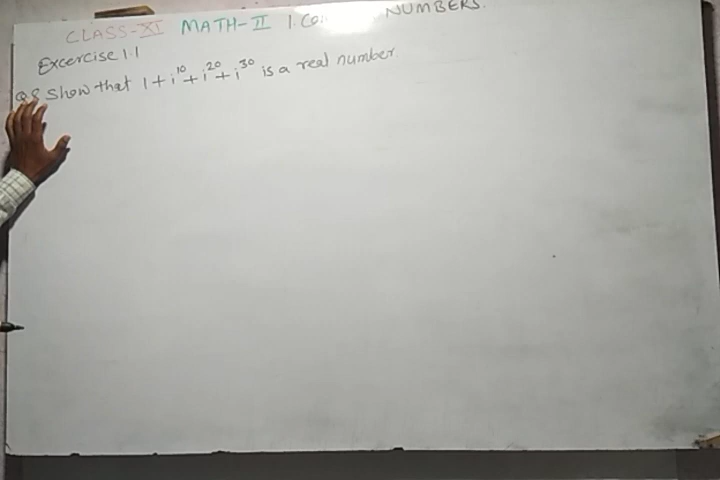 CLASS-XI MATH-II 1. NUMBERS.
Excercise 1.1
Q.8 Show that 1 + i¹⁰ + i²⁰ + i³⁰ is a real number.